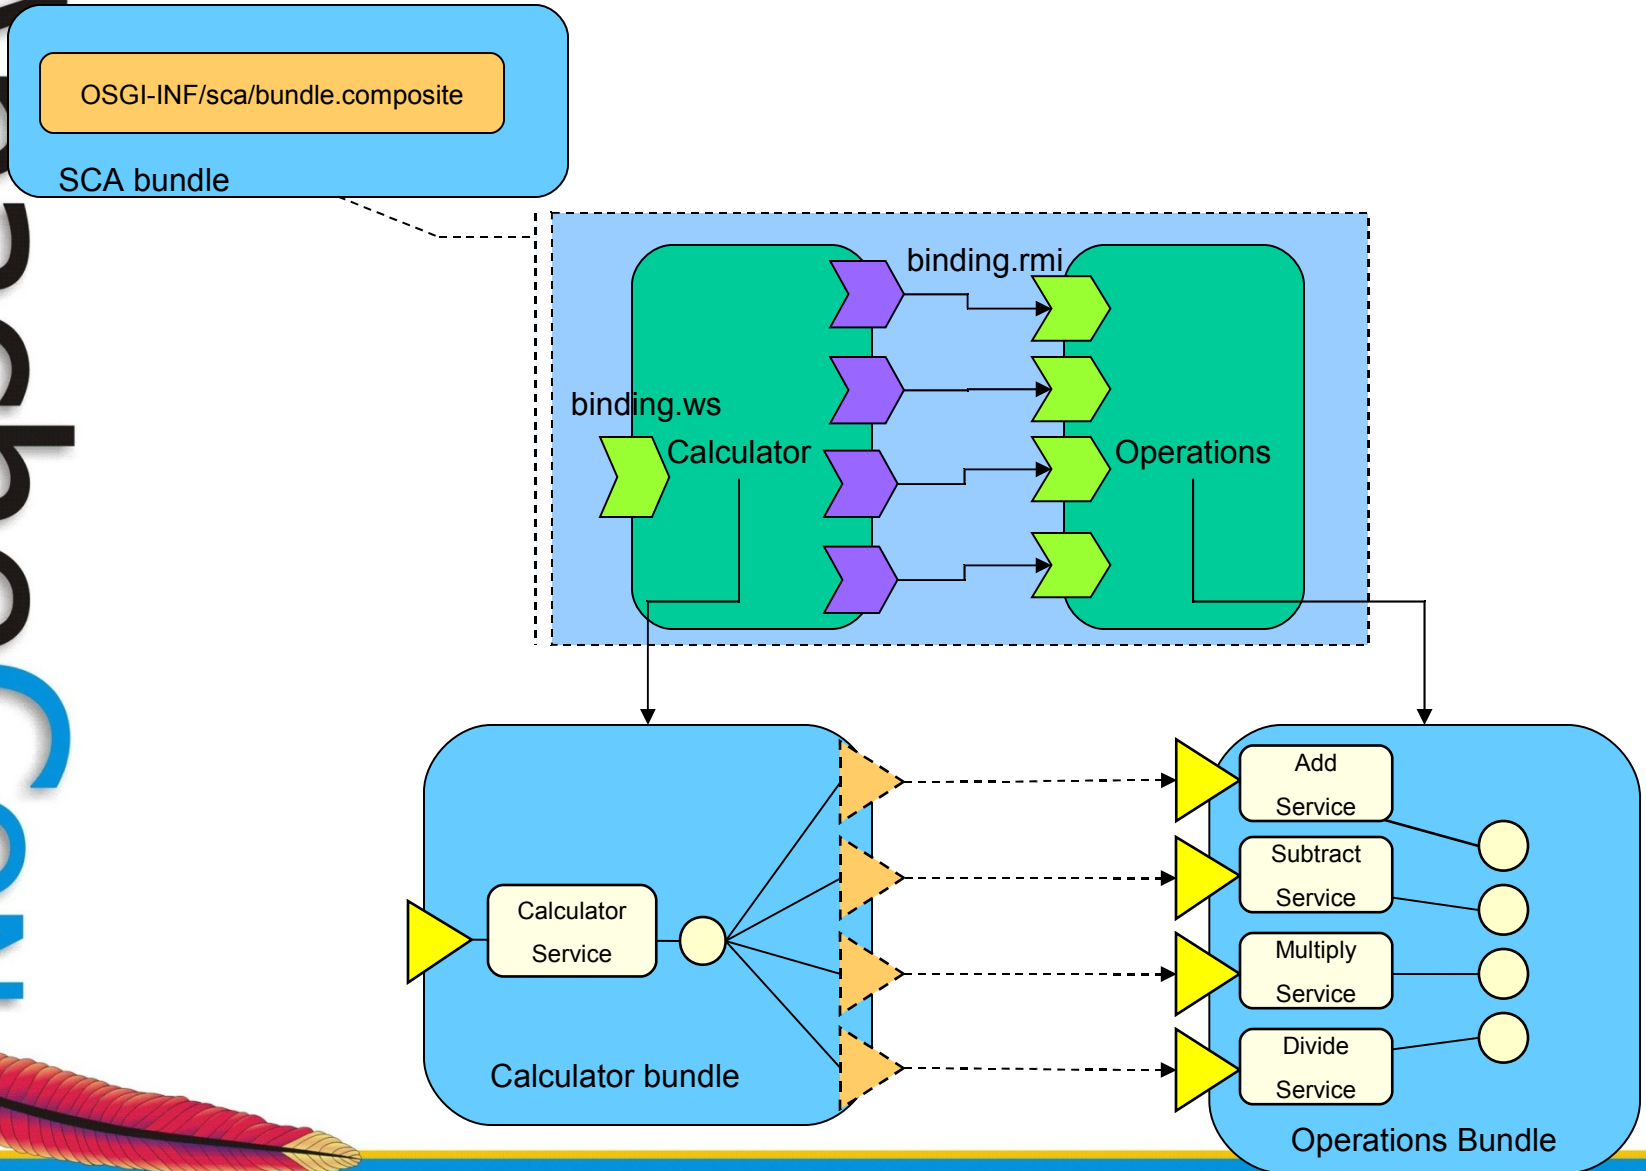 OSGI-INF/sca/bundle.composite
SCA bundle
binding.rmi
binding.ws
Calculator
Operations
Calculator
Service
Calculator bundle
Add
Service
Subtract
Service
Multiply
Service
Divide
Service
Operations Bundle